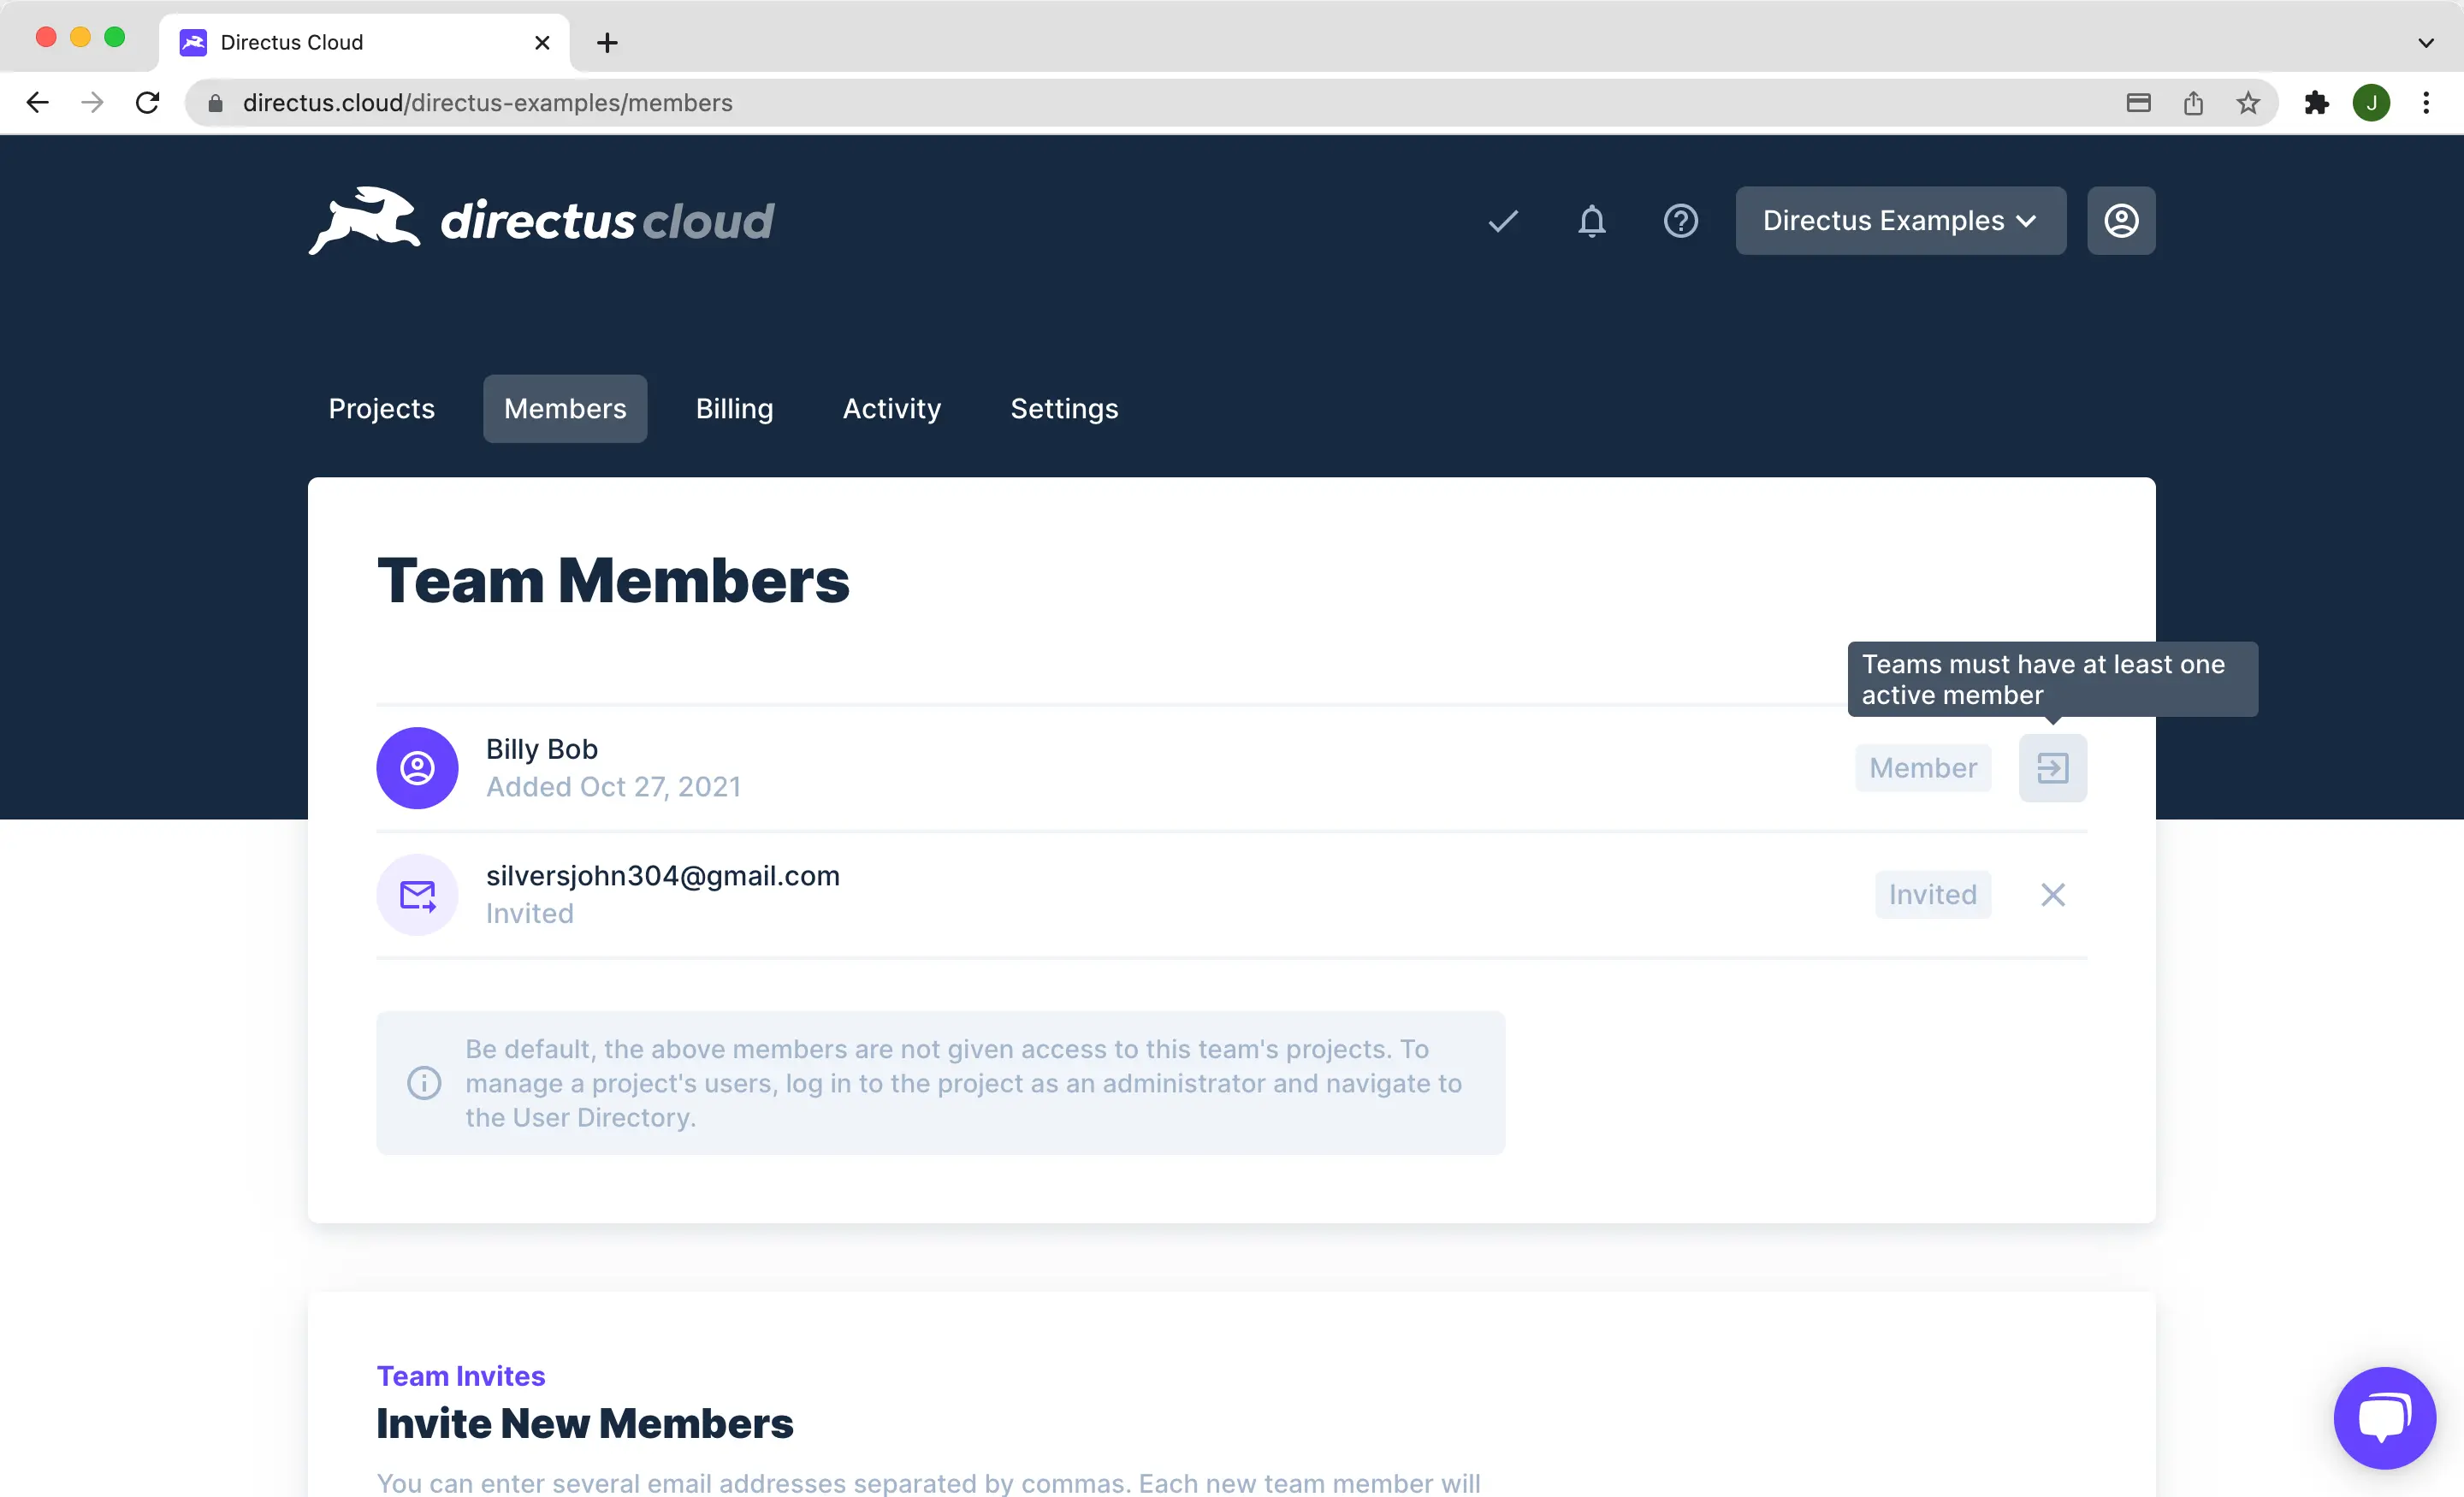 Directus Cloud
directus.cloud/directus-examples/members
J
directus cloud
Directus Examples
Projects
Members
Billing
Activity
Settings
Team Members
Teams must have at least one
active member
Billy Bob
Added Oct 27, 2021
Member
silversjohn304@gmail.com
Invited
Invited
Be default, the above members are not given access to this team's projects. To
manage a project's users, log in to the project as an administrator and navigate to
the User Directory.
Team Invites
Invite New Members
You can enter several email addresses separated by commas. Each new team member will